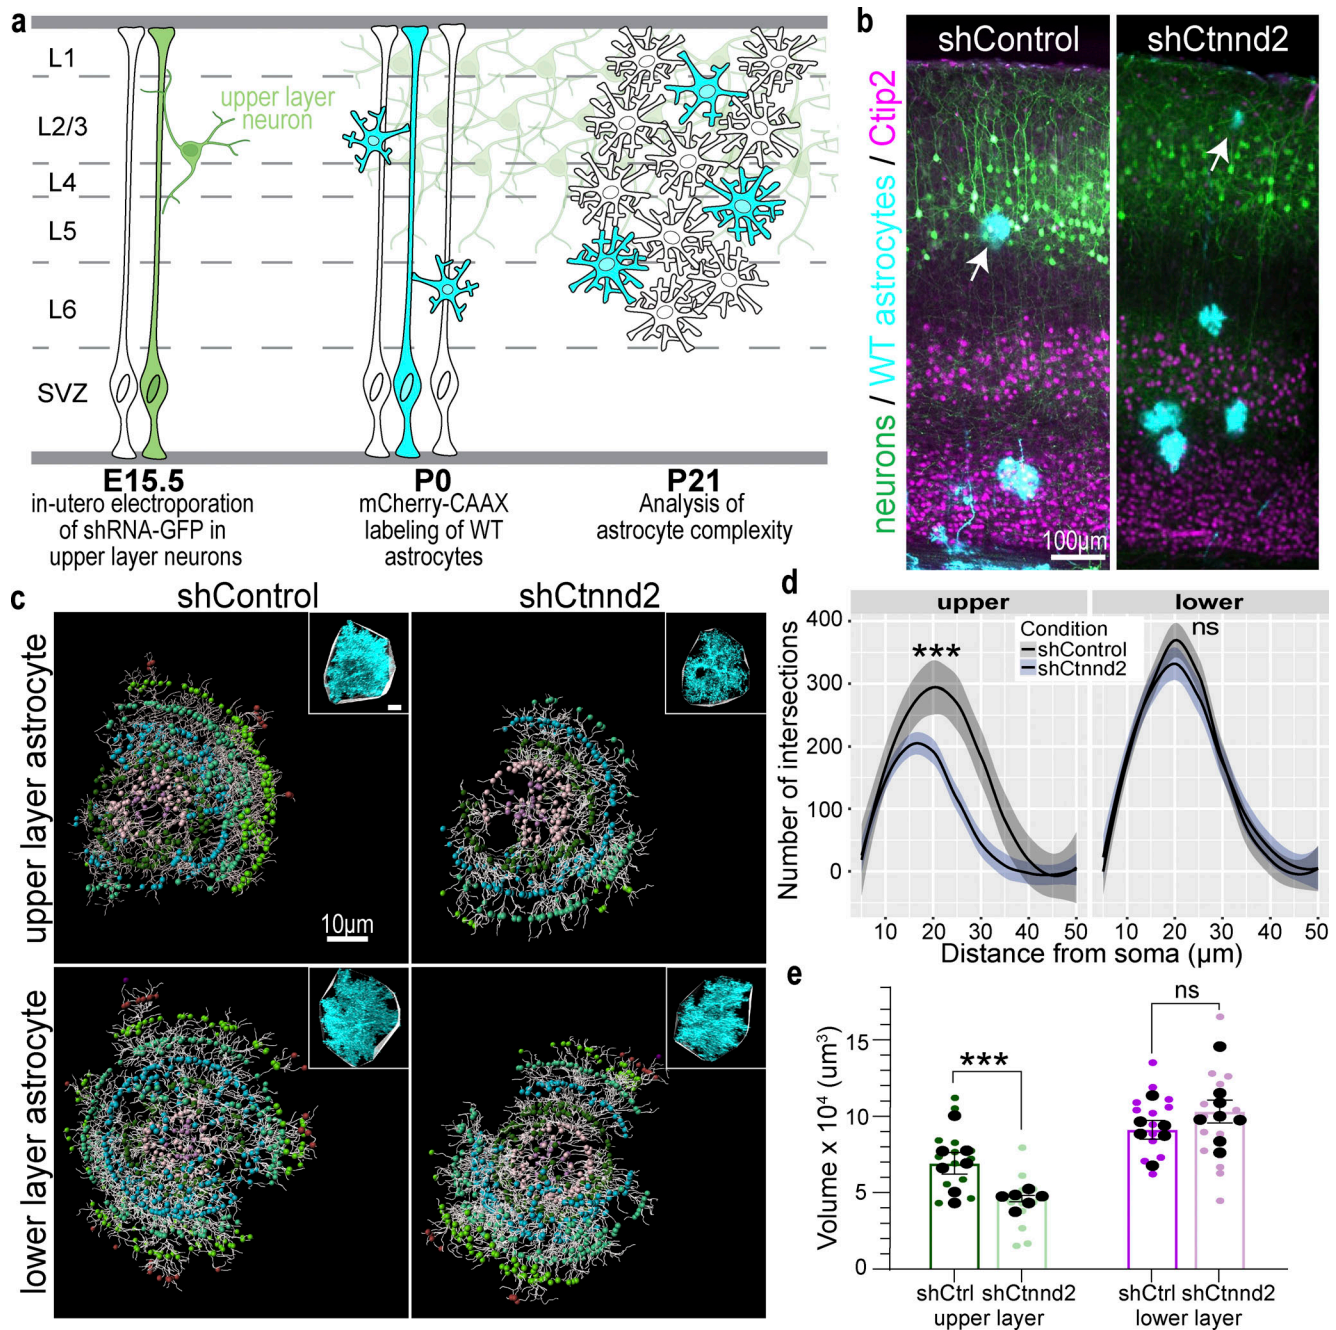 a
L1
L2/3
L4
L5
L6
SVZ
upper layer
neuron
E15.5
in-utero electroporation
of shRNA-GFP in
upper layer neurons
P0
mCherry-CAAX
labeling of WT
astrocytes
P21
Analysis of
astrocyte complexity
b
shControl
shCtnnd2
neurons / WT astrocytes / Ctip2
100µm
c
shControl
shCtnnd2
upper layer astrocyte
10µm
lower layer astrocyte
d
upper
lower
400
300
200
100
0
Number of intersections
***
ns
Condition
shControl
shCtnnd2
10 20 30 40 50
10 20 30 40 50
Distance from soma (µm)
e
Volume x 10⁴ (um³)
15
10
5
0
***
ns
shCtrl shCtnnd2
upper layer
shCtrl shCtnnd2
lower layer